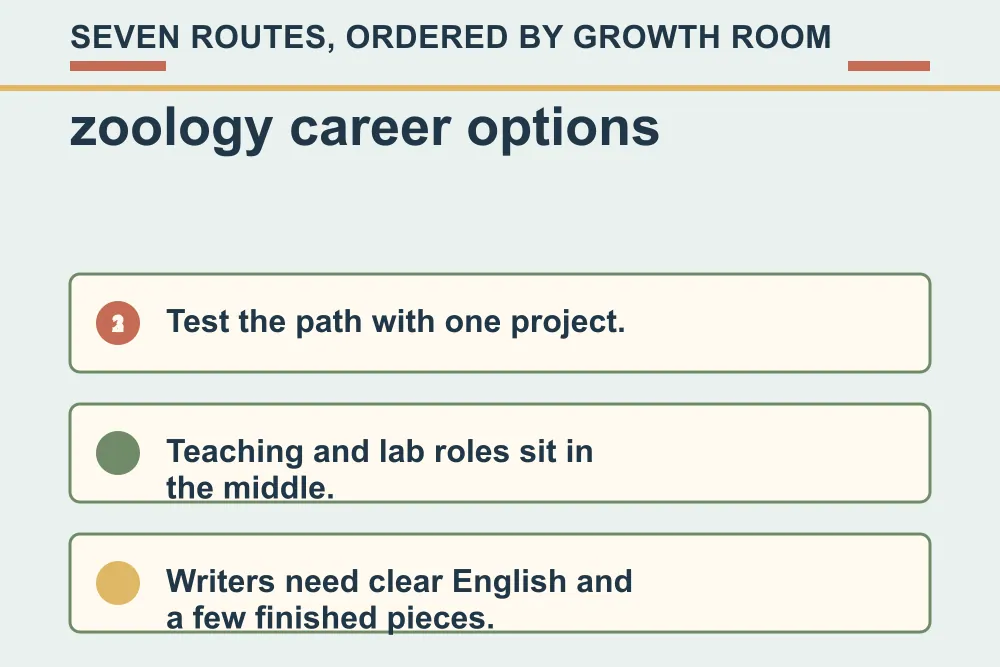 SEVEN ROUTES, ORDERED BY GROWTH ROOM
zoology career options
Test the path with one project.
Teaching and lab roles sit in
the middle.
Writers need clear English and
a few finished pieces.